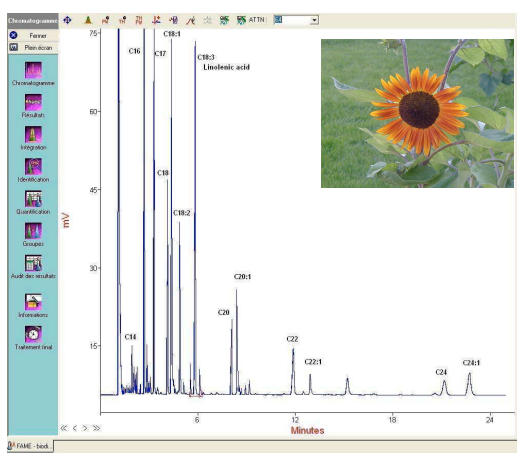 Chromatogramme
ATTN
Fermer
Plein écran
Chromatogramme
Résultats
Intégration
Identification
Quantification
Groupes
Audit des résultats
Informations
Traitement final
75
60
45
30
15
mV
C16
C17
C18:1
C18:3
Linolenic acid
C18
C18:2
C20:1
C14
C20
C22
C22:1
C24
C24:1
6
12
18
24
Minutes
<< < > >>
FAME - biodi...